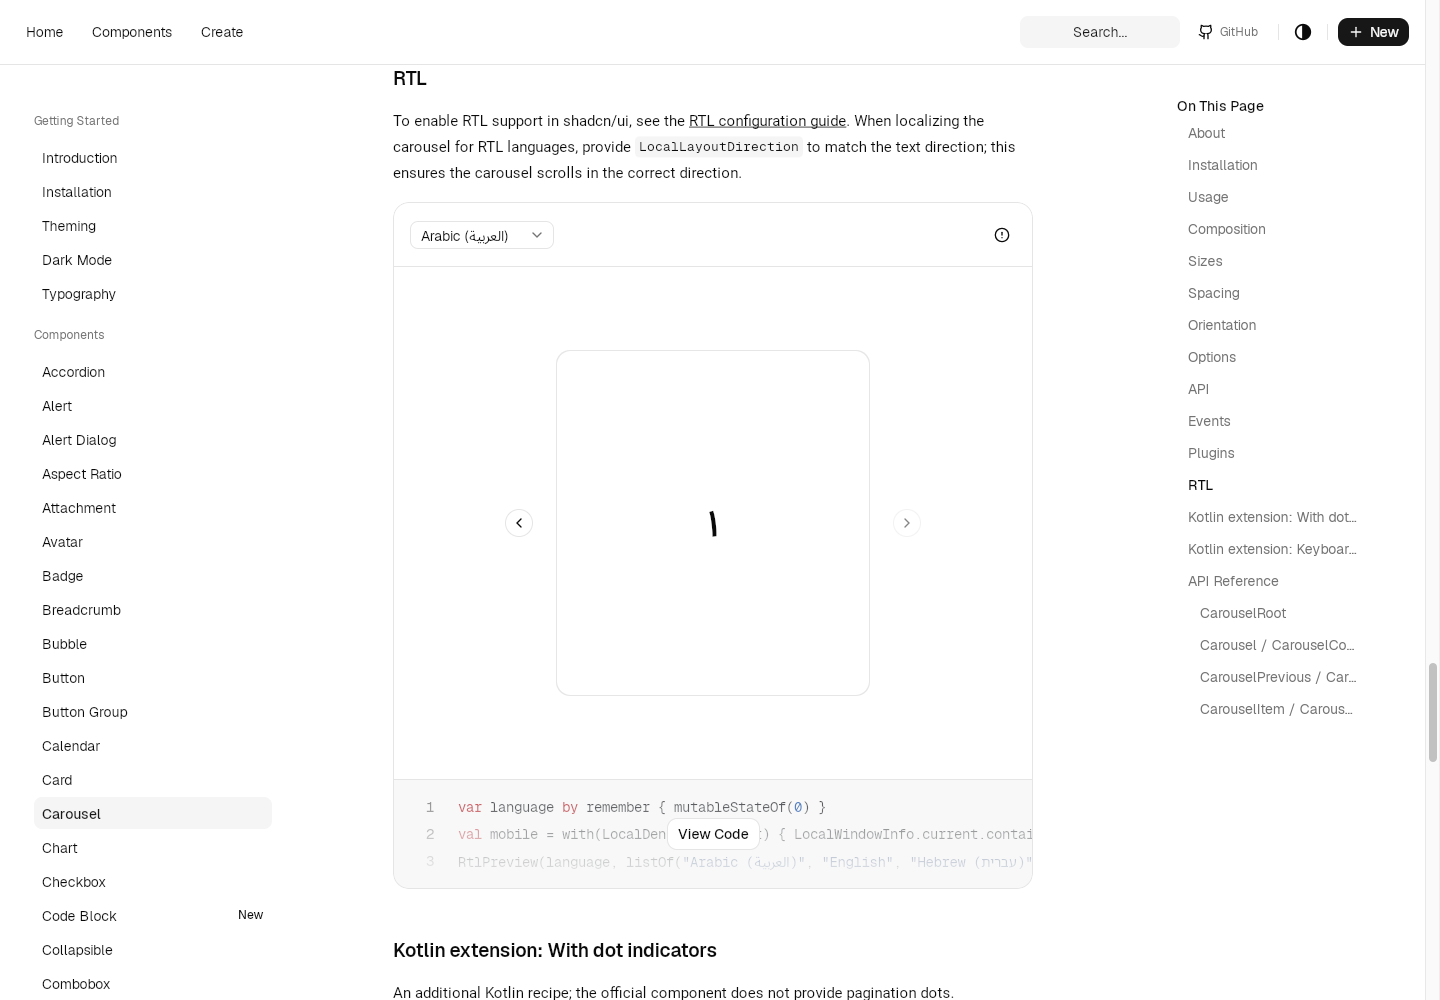 Home
Components
Create
Search...
GitHub
New
Getting Started
Introduction
Installation
Theming
Dark Mode
Typography
Components
Accordion
Alert
Alert Dialog
Aspect Ratio
Attachment
Avatar
Badge
Breadcrumb
Bubble
Button
Button Group
Calendar
Card
Carousel
Chart
Checkbox
Code Block New
Collapsible
Combobox
RTL
To enable RTL support in shadcn/ui, see the RTL configuration guide. When localizing the
carousel for RTL languages, provide LocalLayoutDirection to match the text direction; this
ensures the carousel scrolls in the correct direction.
Arabic (العربية)
١
1 var language by remember { mutableStateOf(0) }
2 val mobile = with(LocalDen
) { LocalWindowInfo.current.contai
View Code
3 RtlPreview(language, listOf("Arabic (العربية)", "English", "Hebrew (עברית)"
Kotlin extension: With dot indicators
An additional Kotlin recipe; the official component does not provide pagination dots.
On This Page
About
Installation
Usage
Composition
Sizes
Spacing
Orientation
Options
API
Events
Plugins
RTL
Kotlin extension: With dot...
Kotlin extension: Keyboar...
API Reference
CarouselRoot
Carousel / CarouselCo...
CarouselPrevious / Car...
CarouselItem / Carous...